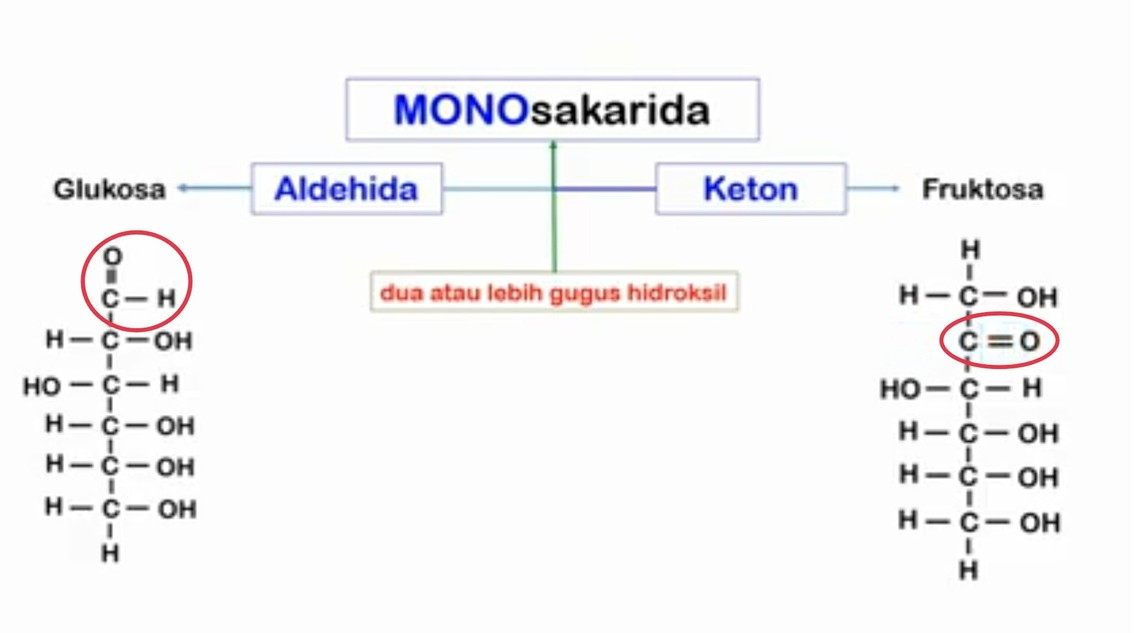 MONOsakarida
Glukosa
Aldehida
Keton
Fruktosa
dua atau lebih gugus hidroksil
O
C – H
H – C – OH
HO – C – H
H – C – OH
H – C – OH
H – C – OH
H
H
H – C – OH
C = O
HO – C – H
H – C – OH
H – C – OH
H – C – OH
H